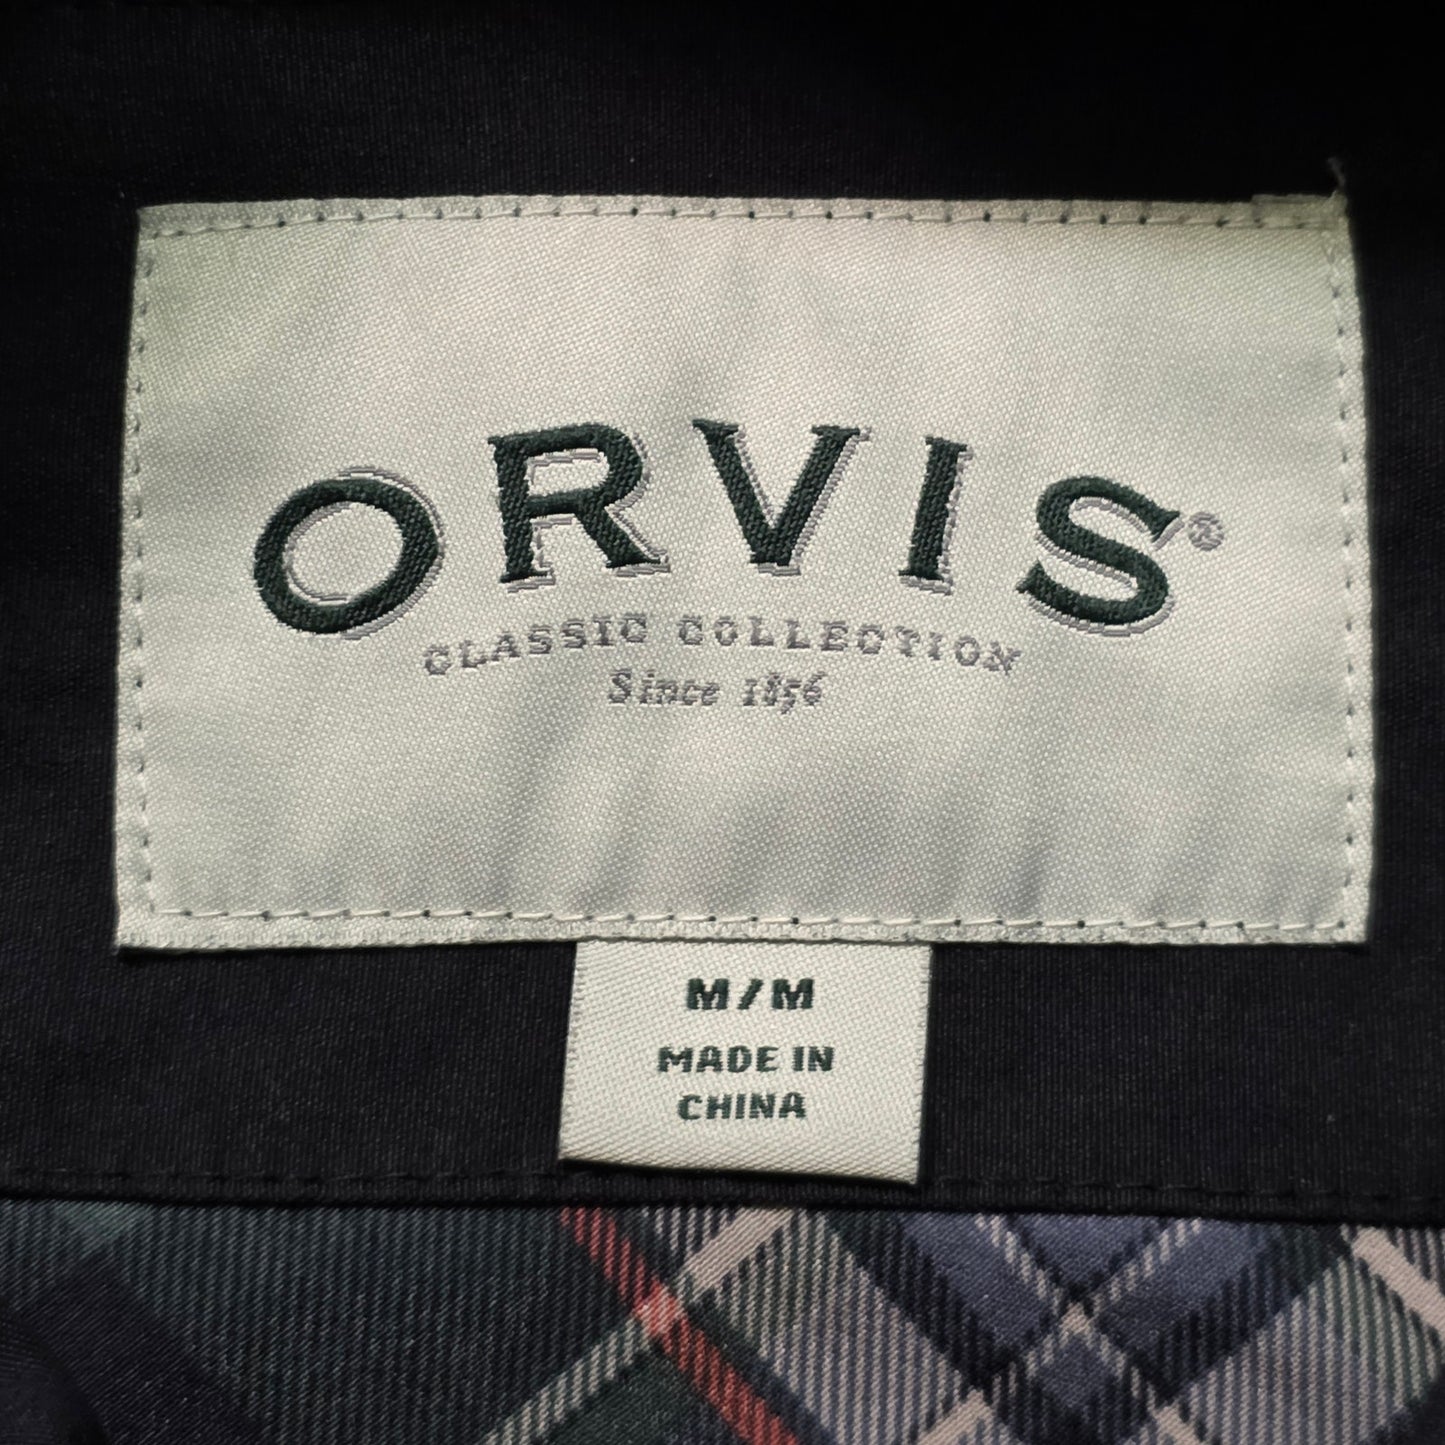 ORVIS®
CLASSIC COLLECTION
Since 1856
M/M
MADE IN
CHINA